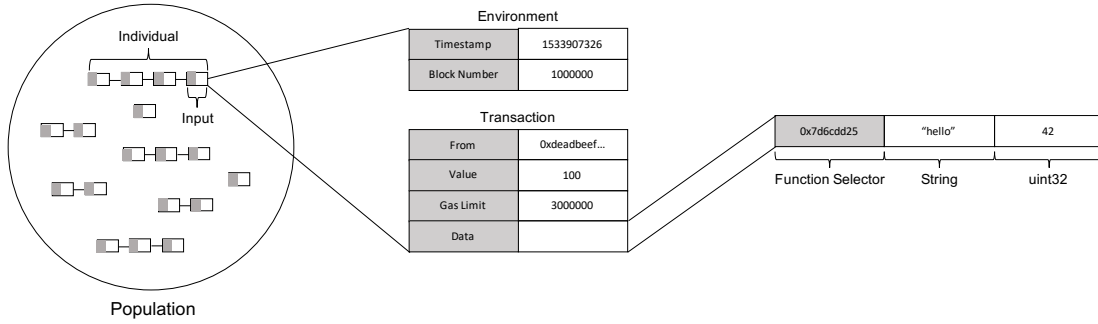 Individual
Input
Population
Environment
Timestamp 1533907326
Block Number 1000000
Transaction
From 0xdeadbeef...
Value 100
Gas Limit 3000000
Data
0x7d6cdd25 "hello" 42
Function Selector String uint32